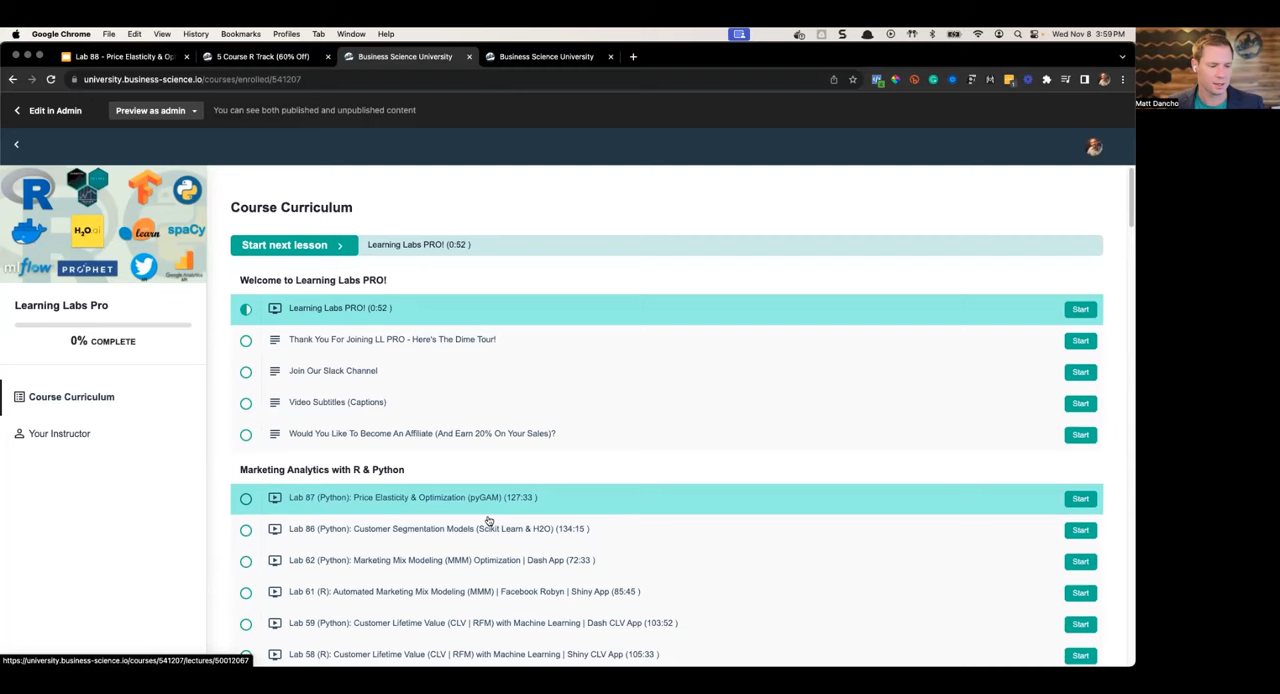 Google Chrome File Edit View History Bookmarks Profiles Tab Window Help Wed Nov 8 3:59 PM
Lab 88 - Price Elasticity & Op
5 Course R Track (60% Off)
Business Science University
Business Science University
university.business-science.io/courses/enrolled/541207
Matt Dancho
Edit in Admin
Preview as admin
You can see both published and unpublished content
R
H2O.ai
learn
spaCy
mlflow
PROPHET
Google Analytics
Learning Labs Pro
0% COMPLETE
Course Curriculum
Your Instructor
Course Curriculum
Start next lesson
Learning Labs PRO! (0:52 )
Welcome to Learning Labs PRO!
Learning Labs PRO! (0:52 ) Start
Thank You For Joining LL PRO - Here's The Dime Tour! Start
Join Our Slack Channel Start
Video Subtitles (Captions) Start
Would You Like To Become An Affiliate (And Earn 20% On Your Sales)? Start
Marketing Analytics with R & Python
Lab 87 (Python): Price Elasticity & Optimization (pyGAM) (127:33 ) Start
Lab 86 (Python): Customer Segmentation Models (Scikit Learn & H2O) (134:15 ) Start
Lab 62 (Python): Marketing Mix Modeling (MMM) Optimization | Dash App (72:33 ) Start
Lab 61 (R): Automated Marketing Mix Modeling (MMM) | Facebook Robyn | Shiny App (85:45 ) Start
Lab 59 (Python): Customer Lifetime Value (CLV | RFM) with Machine Learning | Dash CLV App (103:52 ) Start
Lab 58 (R): Customer Lifetime Value (CLV | RFM) with Machine Learning | Shiny CLV App (105:33 ) Start
https://university.business-science.io/courses/541207/lectures/50012067